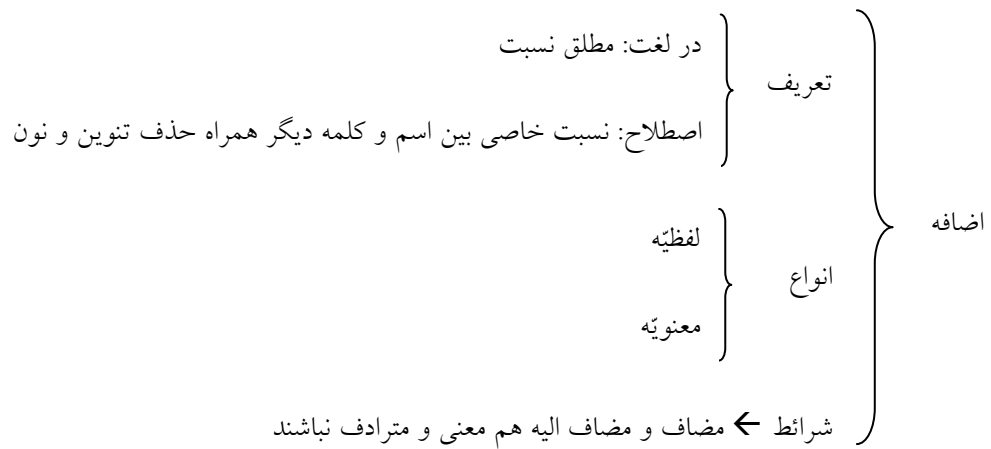 در لغت: مطلق نسبت
تعریف
اصطلاح: نسبت خاصی بین اسم و کلمه دیگر همراه حذف تنوین و نون
اضافه
لفظیّه
انواع
معنویّه
شرائط ← مضاف و مضاف الیه هم معنی و مترادف نباشند